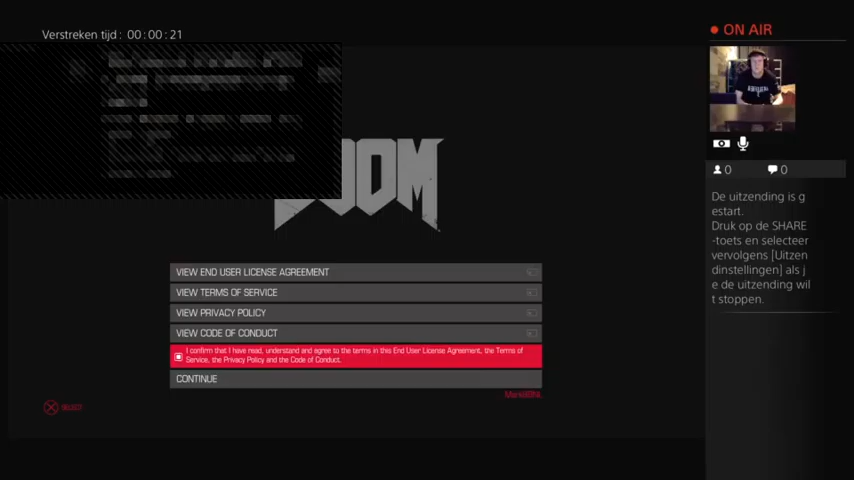 Verstreken tijd : 00 : 00 : 21
ON AIR
0 0
De uitzending is g
estart.
Druk op de SHARE
-toets en selecteer
vervolgens [Uitzen
dinstellingen] als j
e de uitzending wil
t stoppen.
DOOM
VIEW END USER LICENSE AGREEMENT
VIEW TERMS OF SERVICE
VIEW PRIVACY POLICY
VIEW CODE OF CONDUCT
I confirm that I have read, understand and agree to the terms in this End User License Agreement, the Terms of
Service, the Privacy Policy and the Code of Conduct.
CONTINUE
SELECT